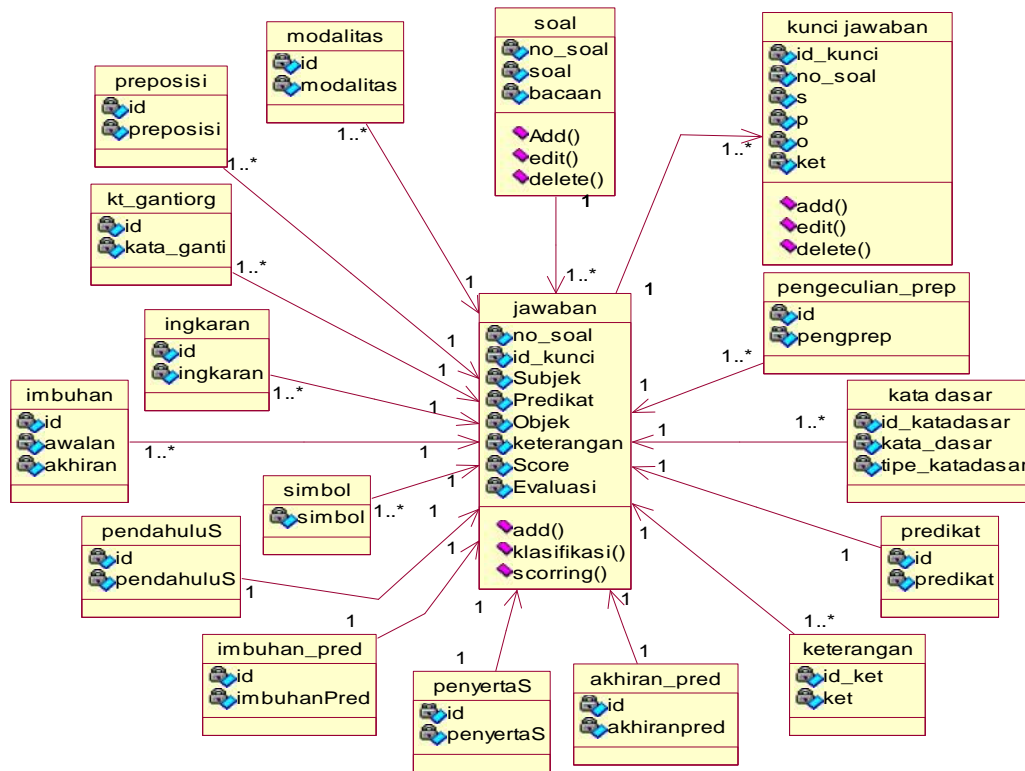 modalitas
id
modalitas
1..*
soal
no_soal
soal
bacaan
Add()
edit()
delete()
1
1..*
kunci jawaban
id_kunci
no_soal
s
p
o
ket
add()
edit()
delete()
1..*
1
preposisi
id
preposisi
1..*
kt_gantiorg
id
kata_ganti
1..*
ingkaran
id
ingkaran
1..*
imbuhan
id
awalan
akhiran
1..*
simbol
simbol
1..*
pendahuluS
id
pendahuluS
1
imbuhan_pred
id
imbuhanPred
1
penyertaS
id
penyertaS
1
akhiran_pred
id
akhiranpred
1
jawaban
no_soal
id_kunci
Subjek
Predikat
Objek
keterangan
Score
Evaluasi
add()
klasifikasi()
scorring()
1
1
1
1
1
1
1
1
1
1
1
1
1
1
pengeculian_prep
id
pengprep
1..*
kata dasar
id_katadasar
kata_dasar
tipe_katadasar
1..*
predikat
id
predikat
1
keterangan
id_ket
ket
1..*